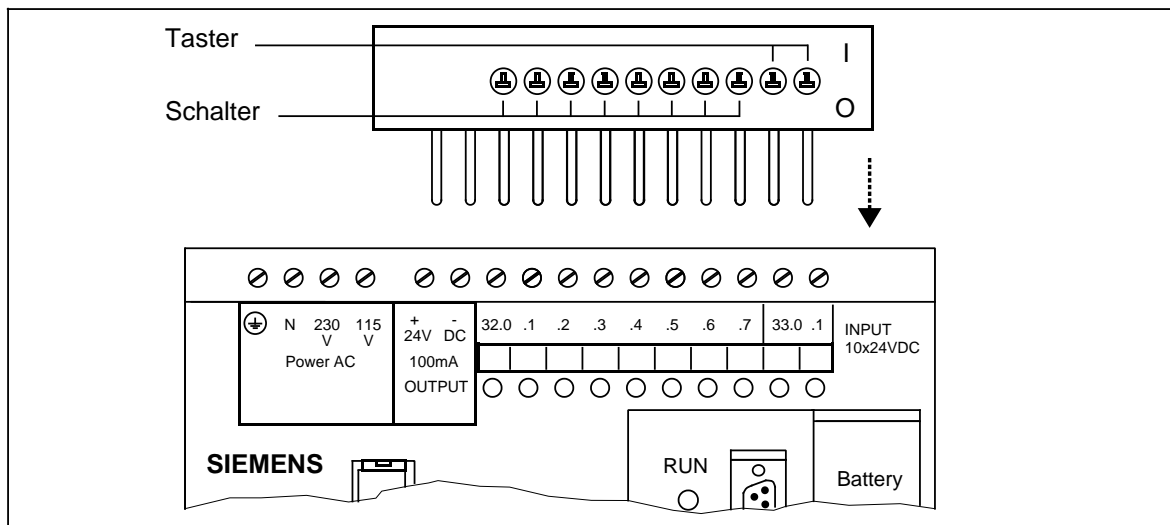 Taster
I
Schalter
O
N 230 V 115 V
Power AC
+ -
24V DC
100mA
OUTPUT
32.0 .1 .2 .3 .4 .5 .6 .7 33.0 .1
INPUT
10x24VDC
SIEMENS
RUN
Battery